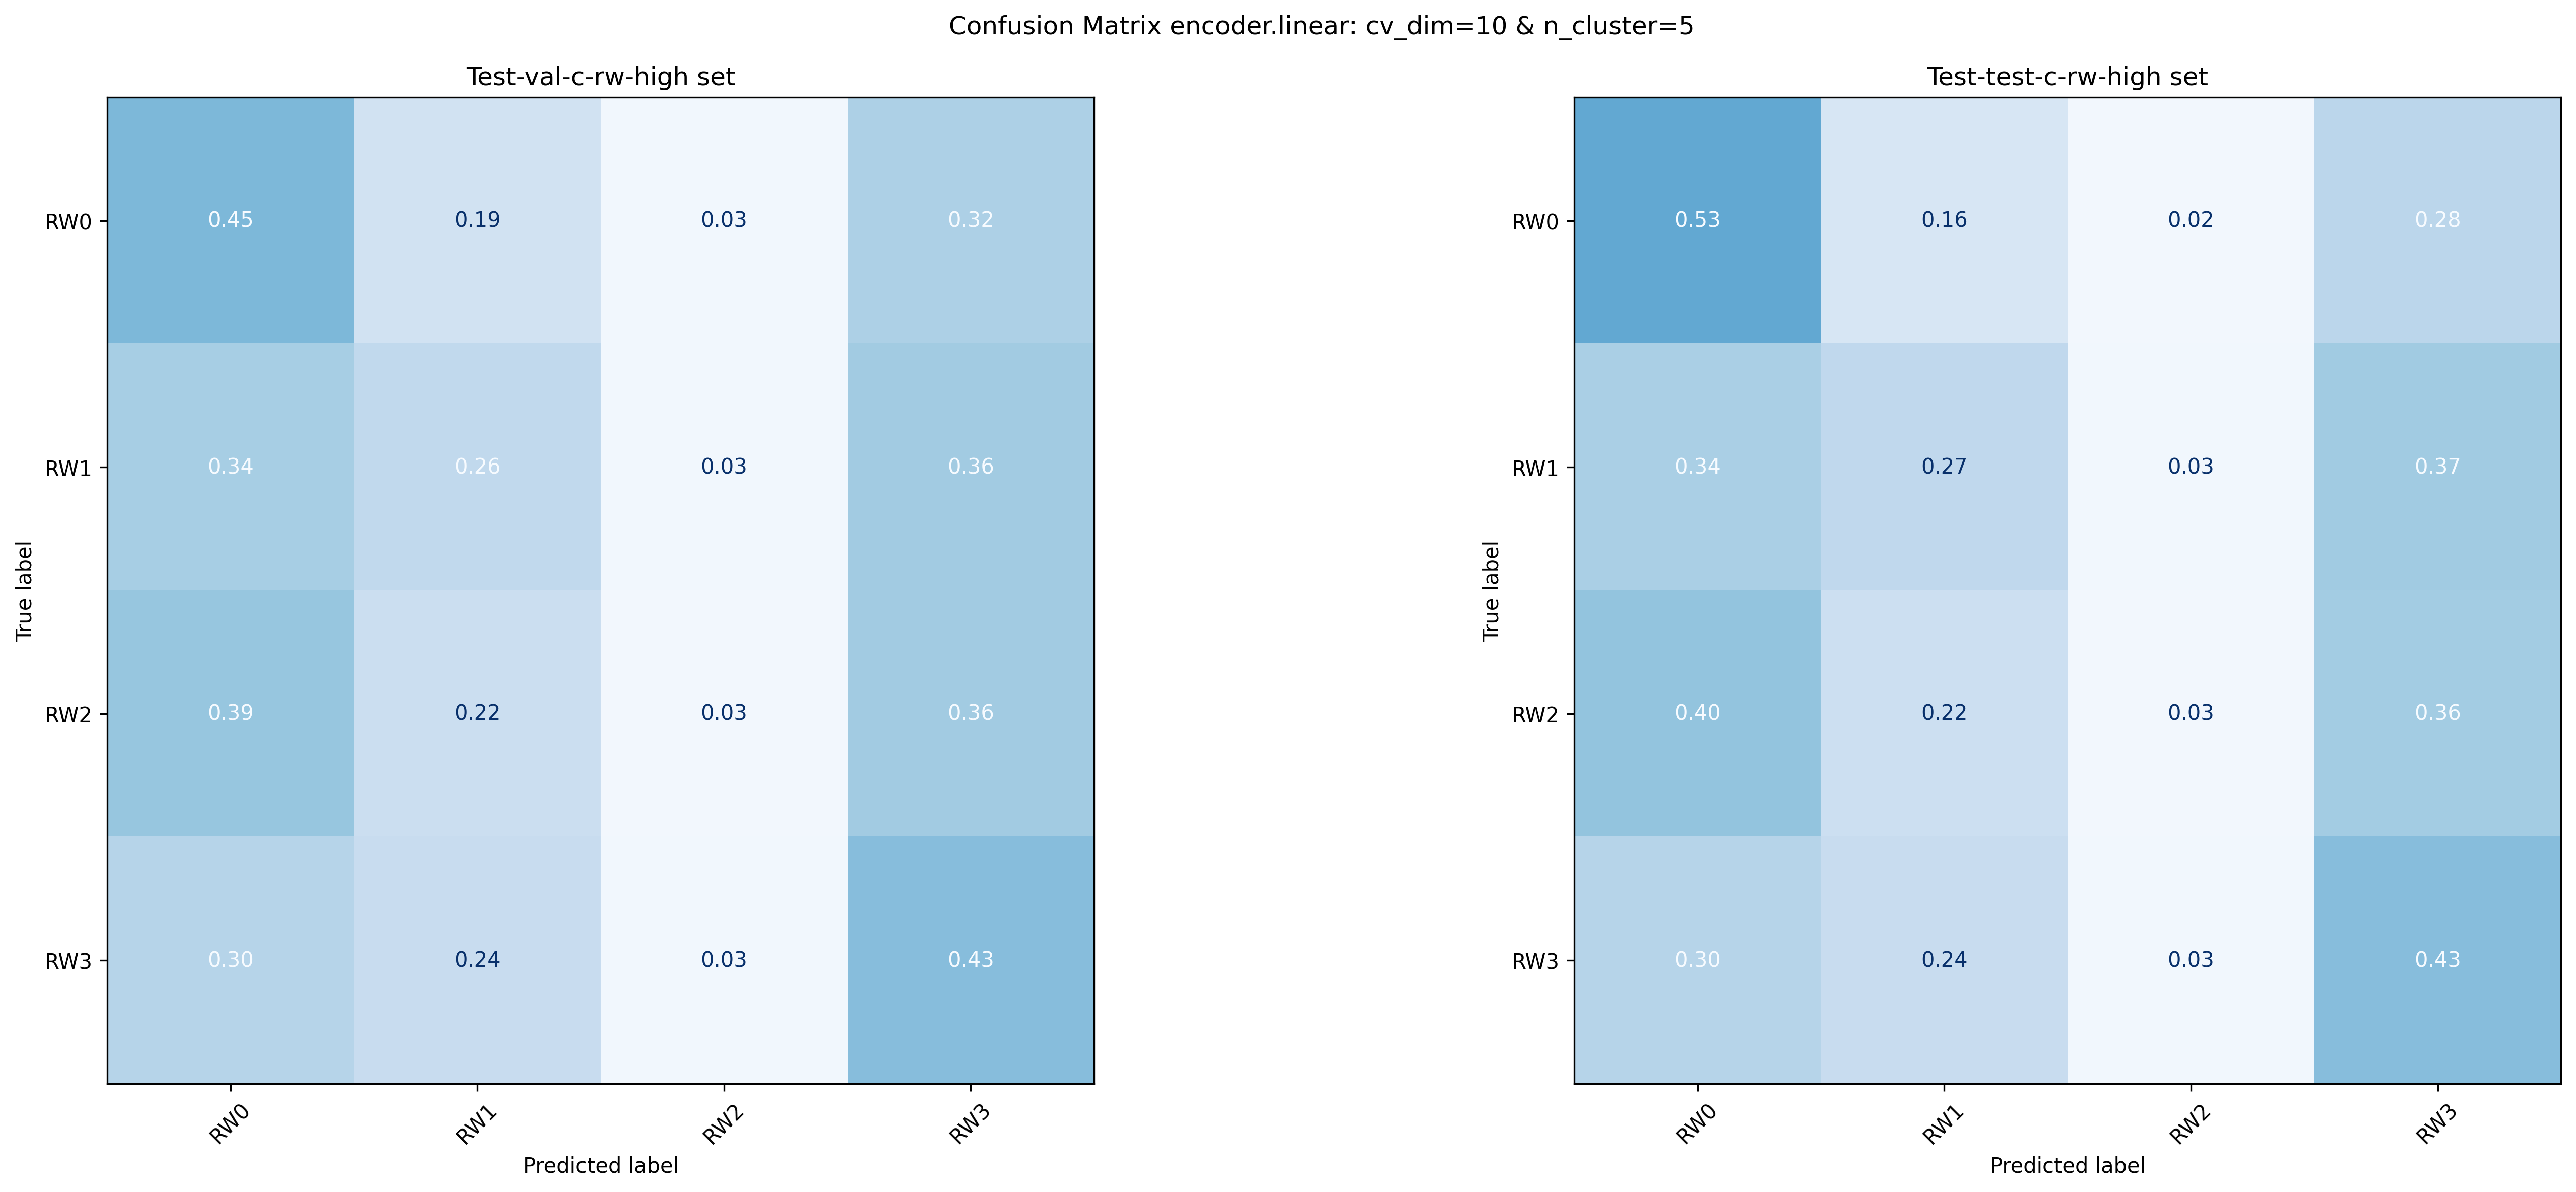 Confusion Matrix encoder.linear: cv_dim=10 & n_cluster=5
Test-val-c-rw-high set
True label
RW0 0.45 0.19 0.03 0.32
RW1 0.34 0.26 0.03 0.36
RW2 0.39 0.22 0.03 0.36
RW3 0.30 0.24 0.03 0.43
RW0 RW1 RW2 RW3
Predicted label
Test-test-c-rw-high set
True label
RW0 0.53 0.16 0.02 0.28
RW1 0.34 0.27 0.03 0.37
RW2 0.40 0.22 0.03 0.36
RW3 0.30 0.24 0.03 0.43
RW0 RW1 RW2 RW3
Predicted label